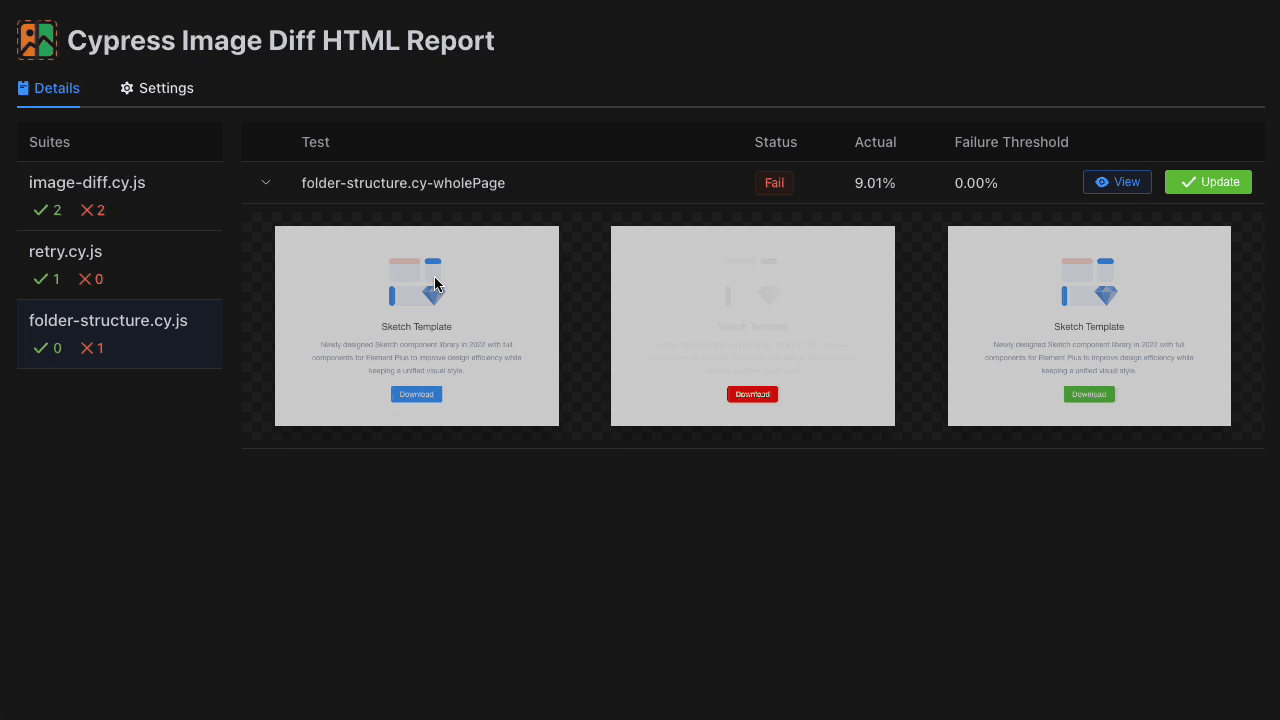 Cypress Image Diff HTML Report
Details
Settings
Suites
image-diff.cy.js
2
2
retry.cy.js
1
0
folder-structure.cy.js
0
1
Test
Status
Actual
Failure Threshold
folder-structure.cy-wholePage
Fail
9.01%
0.00%
View
Update
Sketch Template
Newly designed Sketch component library in 2022 with full
components for Element Plus to improve design efficiency while
keeping a unified visual style.
Download
Sketch Template
Download
Sketch Template
Newly designed Sketch component library in 2022 with full
components for Element Plus to improve design efficiency while
keeping a unified visual style.
Download